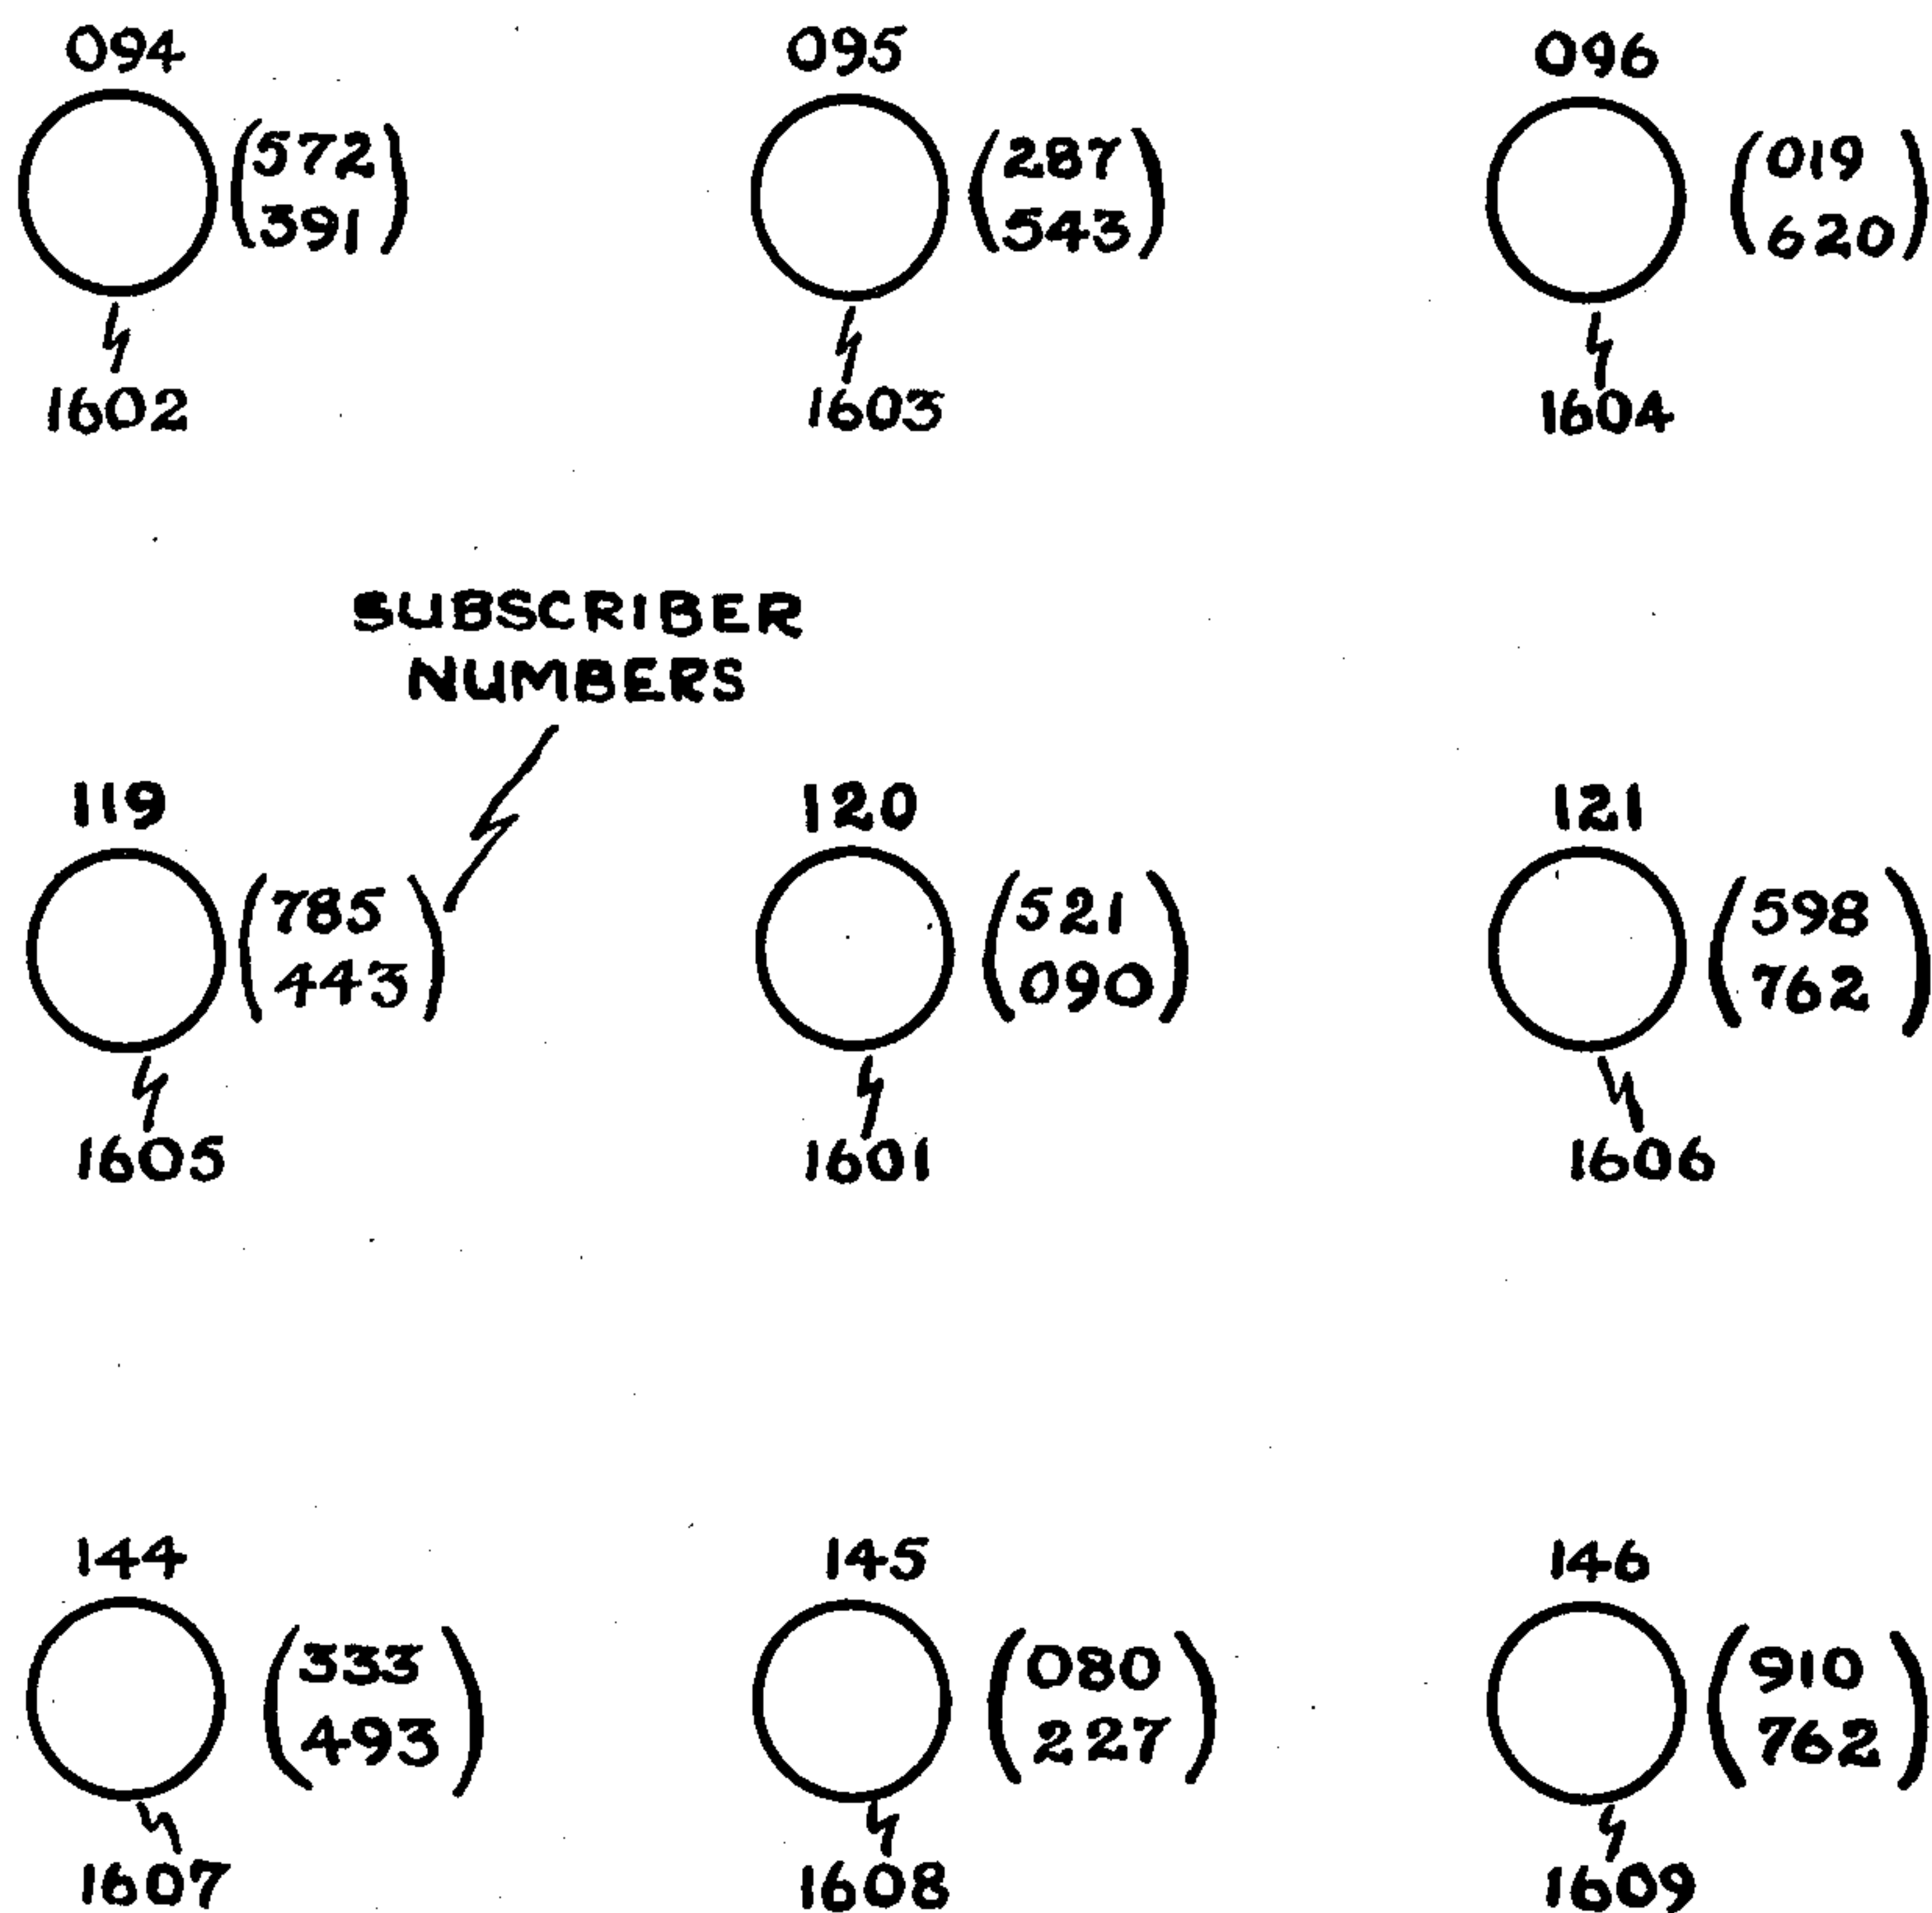 094 095 096
(572 (287 (019
391) 543) 620)
1602 1603 1604
SUBSCRIBER
NUMBERS
119 120 121
(785 (521 (598
443) 090) 762)
1605 1601 1606
144 145 146
(333 (080 (910
493) 227) 762)
1607 1608 1609